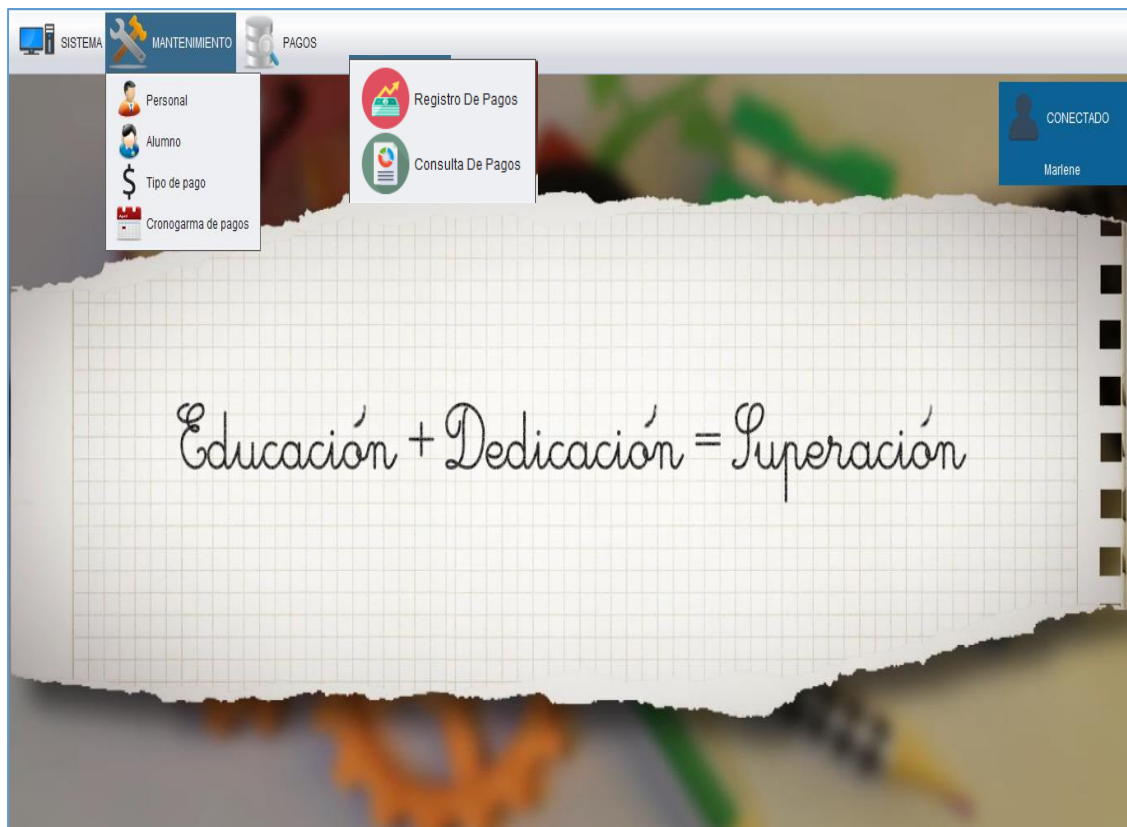 SISTEMA MANTENIMIENTO PAGOS
Personal
Alumno
Tipo de pago
Cronogarma de pagos
Registro De Pagos
Consulta De Pagos
CONECTADO
Marlene
Educación + Dedicación = Superación